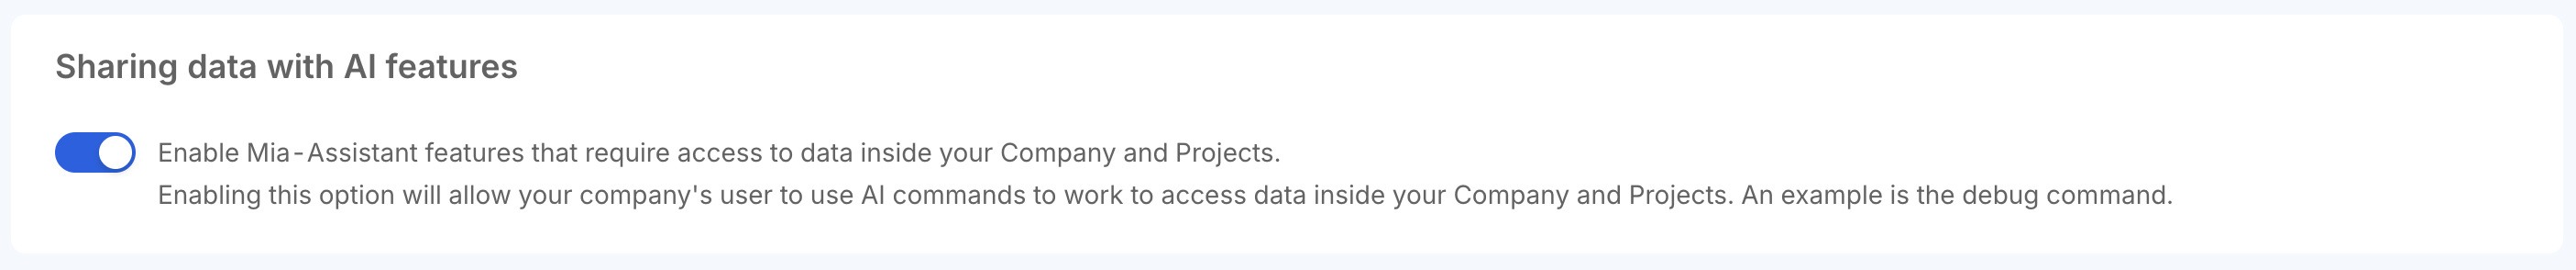 Sharing data with AI features
Enable Mia-Assistant features that require access to data inside your Company and Projects.
Enabling this option will allow your company's user to use AI commands to work to access data inside your Company and Projects. An example is the debug command.